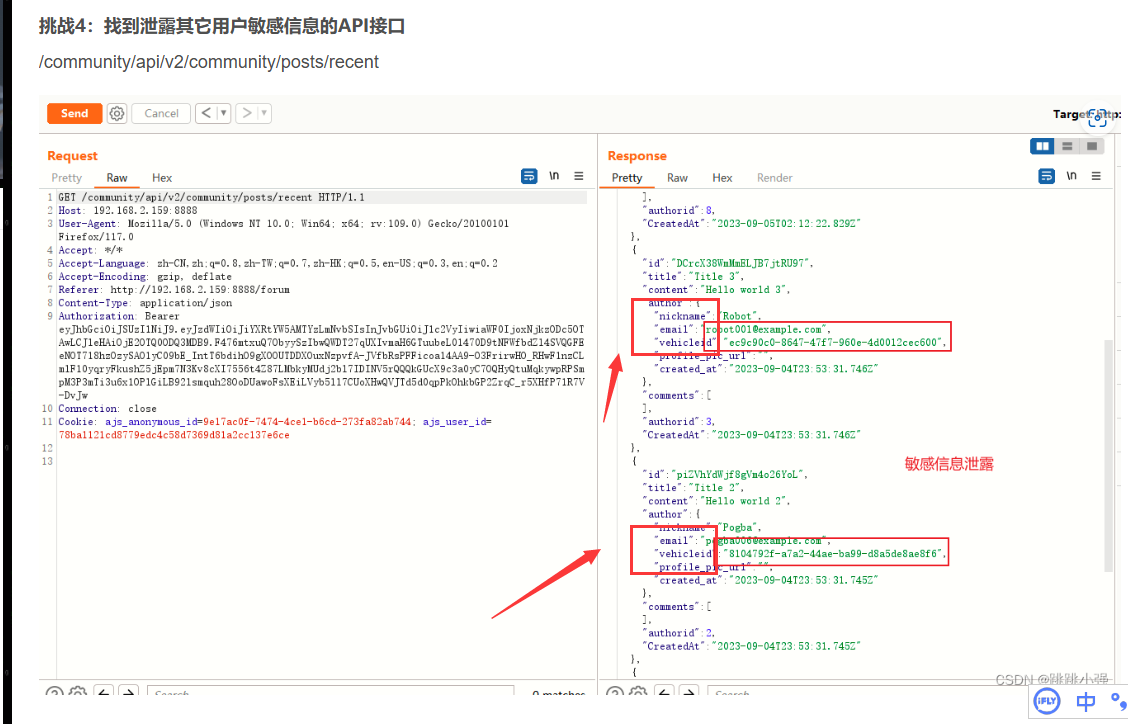 挑战4：找到泄露其它用户敏感信息的API接口
/community/api/v2/community/posts/recent
Send
Cancel
Target: http:
Request
Pretty Raw Hex
\n
1 GET /community/api/v2/community/posts/recent HTTP/1.1
2 Host: 192.168.2.159:8888
3 User-Agent: Mozilla/5.0 (Windows NT 10.0; Win64; x64; rv:109.0) Gecko/20100101
Firefox/117.0
4 Accept: */*
5 Accept-Language: zh-CN,zh;q=0.8,zh-TW;q=0.7,zh-HK;q=0.5,en-US;q=0.3,en;q=0.2
6 Accept-Encoding: gzip, deflate
7 Referer: http://192.168.2.159:8888/forum
8 Content-Type: application/json
9 Authorization: Bearer
10 Connection: close
11 Cookie: ajs_anonymous_id=9e17ac0f-7474-4ce1-b6cd-273fa82ab744; ajs_user_id=
78ba1121cd8779edc4c58d7369d81a2cc137e6ce
12
13
Response
Pretty Raw Hex Render
\n
],
"authorid":8,
"CreatedAt":"2023-09-05T02:12:22.829Z"
},
{
"id":"DCrcX38WmMmELJB7jtRU97",
"title":"Title 3",
"content":"Hello world 3",
"author":{
"nickname":"Robot",
"email":"robot001@example.com",
"vehicleid":"ec9c90c0-8647-47f7-960e-4d0012cec600",
"profile_pic_url":"",
"created_at":"2023-09-04T23:53:31.746Z"
},
"comments":[
],
"authorid":3,
"CreatedAt":"2023-09-04T23:53:31.746Z"
},
{
"id":"piZVhYdWjf8gVm4o26YoL",
"title":"Title 2",
"content":"Hello world 2",
"author":{
"nickname":"Pogba",
"email":"pogba006@example.com",
"vehicleid":"8104792f-a7a2-44ae-ba99-d8a5de8ae8f6",
"profile_pic_url":"",
"created_at":"2023-09-04T23:53:31.745Z"
},
"comments":[
],
"authorid":2,
"CreatedAt":"2023-09-04T23:53:31.745Z"
},
{
敏感信息泄露
Search
0 matches
Search
CSDN @跳跳小强
iFLY 中